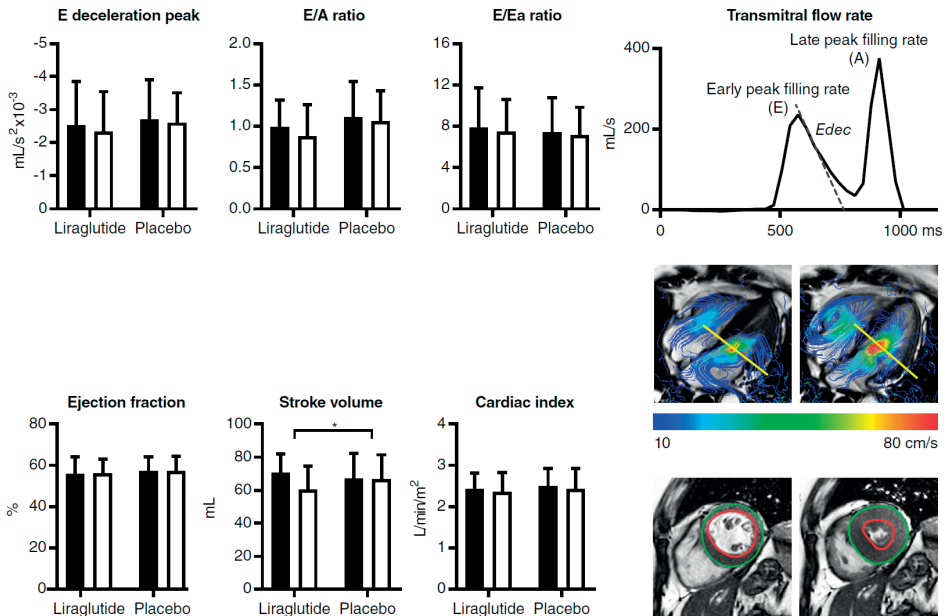 E deceleration peak
-5
-4
-3
-2
-1
0
mL/s² x10⁻³
Liraglutide Placebo
E/A ratio
2.0
1.5
1.0
0.5
0.0
Liraglutide Placebo
E/Ea ratio
16
12
8
4
0
Liraglutide Placebo
Transmitral flow rate
Late peak filling rate
(A)
Early peak filling rate
(E)
Edec
400
200
0
mL/s
0 500 1000 ms
10 80 cm/s
Ejection fraction
80
60
40
20
0
%
Liraglutide Placebo
Stroke volume
*
100
80
60
40
20
0
mL
Liraglutide Placebo
Cardiac index
4
3
2
1
0
L/min/m²
Liraglutide Placebo